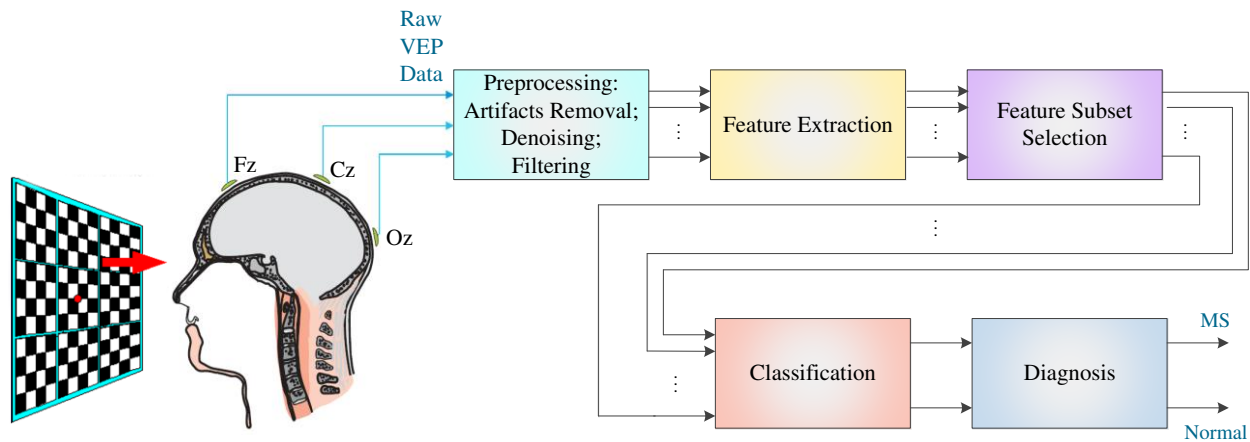 Raw
VEP
Data
Fz
Cz
Oz
Preprocessing:
Artifacts Removal;
Denoising;
Filtering
Feature Extraction
Feature Subset
Selection
Classification
Diagnosis
MS
Normal